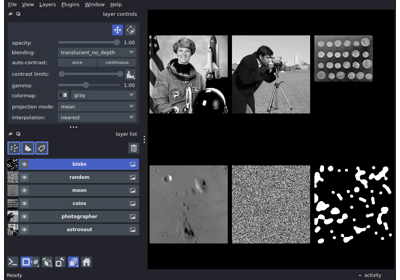 File View Layers Plugins Window Help
layer controls
opacity: 1.00
blending: translucent_no_depth
auto-contrast: once continuous
contrast limits:
gamma: 1.00
colormap: gray
projection mode: mean
interpolation: nearest
layer list
blobs
random
moon
coins
photographer
astronaut
Ready activity